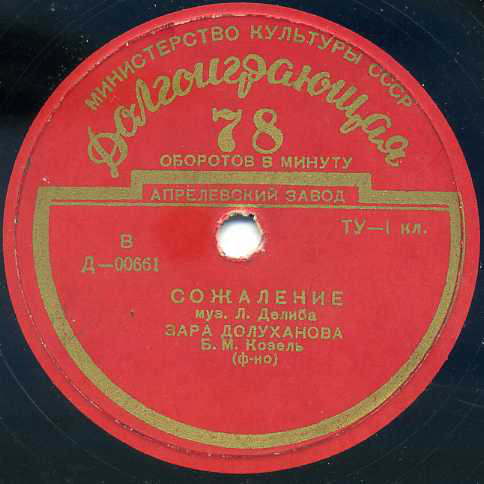 МИНИСТЕРСТВО КУЛЬТУРЫ СССР
Долгоиграющая
78
ОБОРОТОВ В МИНУТУ
АПРЕЛЕВСКИЙ ЗАВОД
ТУ—1 кл.
В
Д—00661
СОЖАЛЕНИЕ
муз. Л. Делиба
ЗАРА ДОЛУХАНОВА
Б. М. Козель
(ф-но)